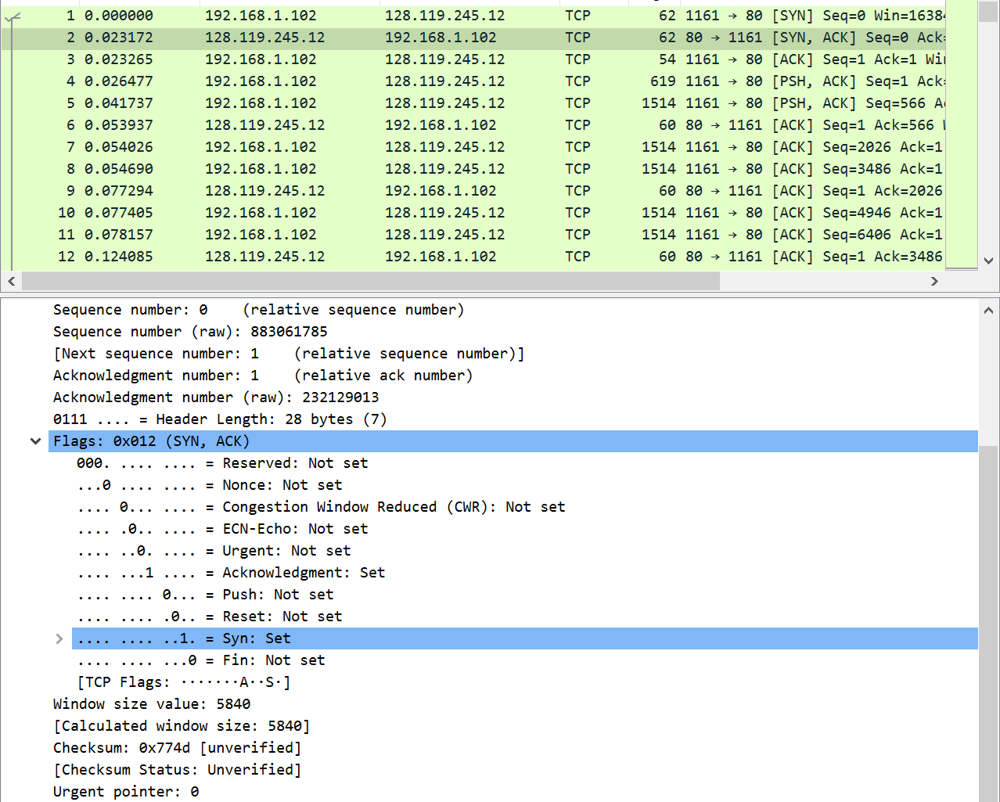 1 0.000000 192.168.1.102 128.119.245.12 TCP 62 1161 → 80 [SYN] Seq=0 Win=16384
2 0.023172 128.119.245.12 192.168.1.102 TCP 62 80 → 1161 [SYN, ACK] Seq=0 Ack=
3 0.023265 192.168.1.102 128.119.245.12 TCP 54 1161 → 80 [ACK] Seq=1 Ack=1 Win
4 0.026477 192.168.1.102 128.119.245.12 TCP 619 1161 → 80 [PSH, ACK] Seq=1 Ack=
5 0.041737 192.168.1.102 128.119.245.12 TCP 1514 1161 → 80 [PSH, ACK] Seq=566 A
6 0.053937 128.119.245.12 192.168.1.102 TCP 60 80 → 1161 [ACK] Seq=1 Ack=566
7 0.054026 192.168.1.102 128.119.245.12 TCP 1514 1161 → 80 [ACK] Seq=2026 Ack=1
8 0.054690 192.168.1.102 128.119.245.12 TCP 1514 1161 → 80 [ACK] Seq=3486 Ack=1
9 0.077294 128.119.245.12 192.168.1.102 TCP 60 80 → 1161 [ACK] Seq=1 Ack=2026
10 0.077405 192.168.1.102 128.119.245.12 TCP 1514 1161 → 80 [ACK] Seq=4946 Ack=1
11 0.078157 192.168.1.102 128.119.245.12 TCP 1514 1161 → 80 [ACK] Seq=6406 Ack=1
12 0.124085 128.119.245.12 192.168.1.102 TCP 60 80 → 1161 [ACK] Seq=1 Ack=3486
Sequence number: 0 (relative sequence number)
Sequence number (raw): 883061785
[Next sequence number: 1 (relative sequence number)]
Acknowledgment number: 1 (relative ack number)
Acknowledgment number (raw): 232129013
0111 .... = Header Length: 28 bytes (7)
Flags: 0x012 (SYN, ACK)
000. .... .... = Reserved: Not set
...0 .... .... = Nonce: Not set
.... 0... .... = Congestion Window Reduced (CWR): Not set
.... .0.. .... = ECN-Echo: Not set
.... ..0. .... = Urgent: Not set
.... ...1 .... = Acknowledgment: Set
.... .... 0... = Push: Not set
.... .... .0.. = Reset: Not set
.... .... ..1. = Syn: Set
.... .... ...0 = Fin: Not set
[TCP Flags: ·······A··S·]
Window size value: 5840
[Calculated window size: 5840]
Checksum: 0x774d [unverified]
[Checksum Status: Unverified]
Urgent pointer: 0